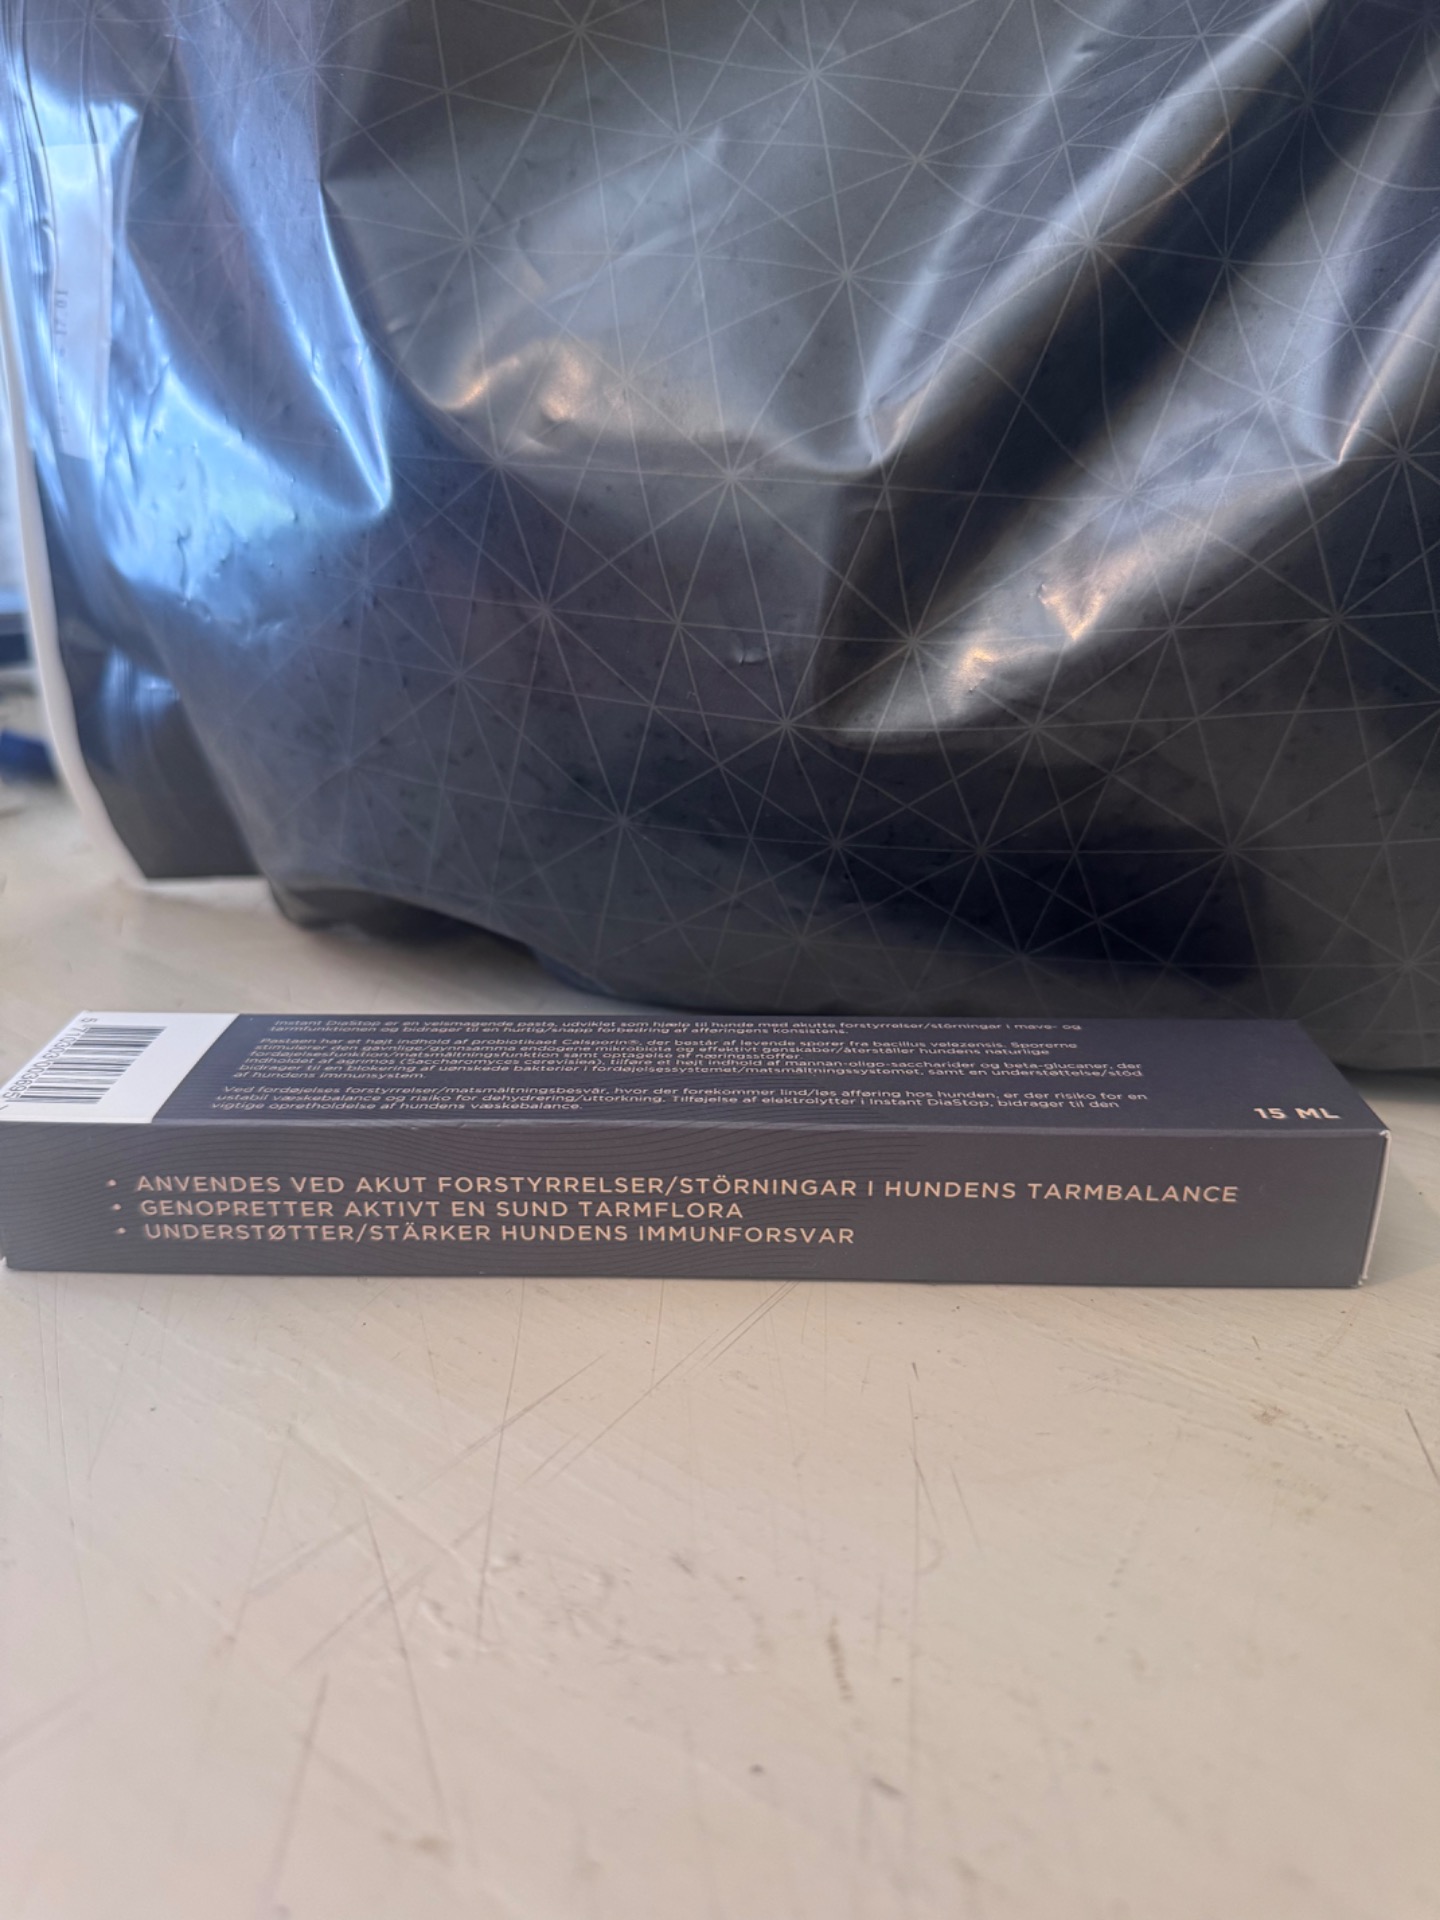 Instant DiaStop er en velsmagende pasta, udviklet som hjælp til hunde med akutte forstyrrelser/störningar i mave- og
tarmfunktionen og bidrager til en hurtig/snapp forbedring af afføringens konsistens.
Pastaen har et højt indhold af probiotikaet Calsporin®, der består af levende sporer fra bacillus velezensis. Sporerne
stimulerer den gavnlige/gynnsamma endogene mikrobiota og effektivt genskaber/återställer hundens naturlige
fordøjelsesfunktion/matsmältningsfunktion samt optagelse af næringsstoffer.
Indholdet af agrimos (Saccharomyces cerevisiea), tilføre et højt indhold af mannan-oligo-saccharider og beta-glucaner, der
bidrager til en blokering af uønskede bakterier i fordøjelsessystemet/matsmältningssystemet, samt en understøttelse/stöd
af hundens immunsystem.
Ved fordøjelses forstyrrelser/matsmältningsbesvär, hvor der forekommer lind/løs afføring hos hunden, er der risiko for en
ustabil væskebalance og risiko for dehydrering/uttorkning. Tilføjelse af elektrolytter i Instant DiaStop, bidrager til den
vigtige opretholdelse af hundens væskebalance.
15 ML
• ANVENDES VED AKUT FORSTYRRELSER/STÖRNINGAR I HUNDENS TARMBALANCE
• GENOPRETTER AKTIVT EN SUND TARMFLORA
• UNDERSTØTTER/STÄRKER HUNDENS IMMUNFORSVAR